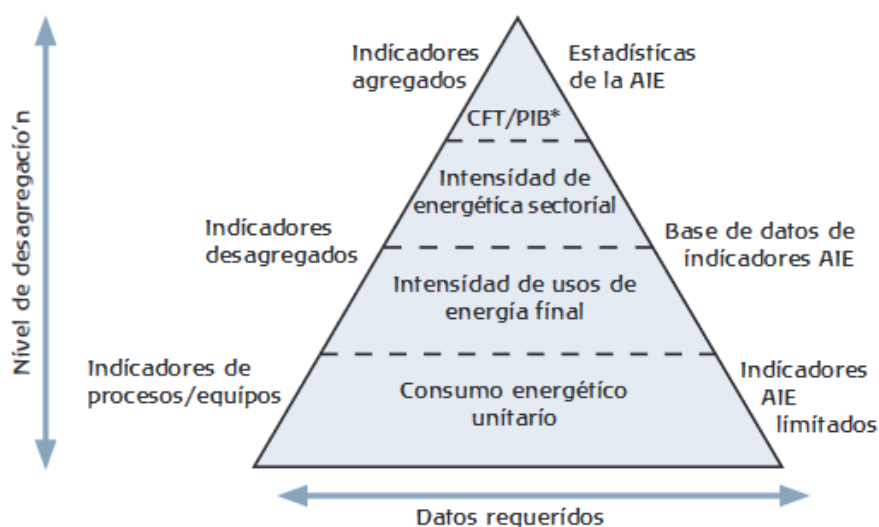 Indicadores
agregados
Estadísticas
de la AIE
CFT/PIB*
Intensidad de
energética sectorial
Indicadores
desagregados
Base de datos de
indicadores AIE
Intensidad de usos de
energía final
Indicadores de
procesos/equipos
Consumo energético
unitario
Indicadores
AIE
limitados
Nivel de desagregacio'n
Datos requeridos